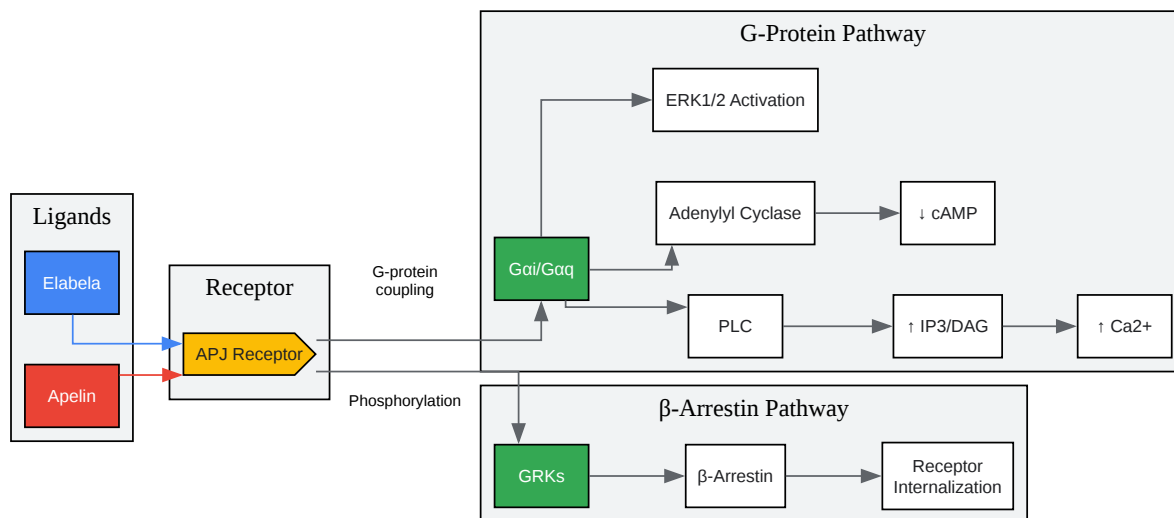 G-Protein Pathway
ERK1/2 Activation
Ligands
Adenylyl Cyclase
↓ cAMP
Elabela
Receptor
G-protein
coupling
Gαi/Gαq
PLC
↑ IP3/DAG
↑ Ca2+
APJ Receptor
Apelin
Phosphorylation
β-Arrestin Pathway
GRKs
β-Arrestin
Receptor
Internalization